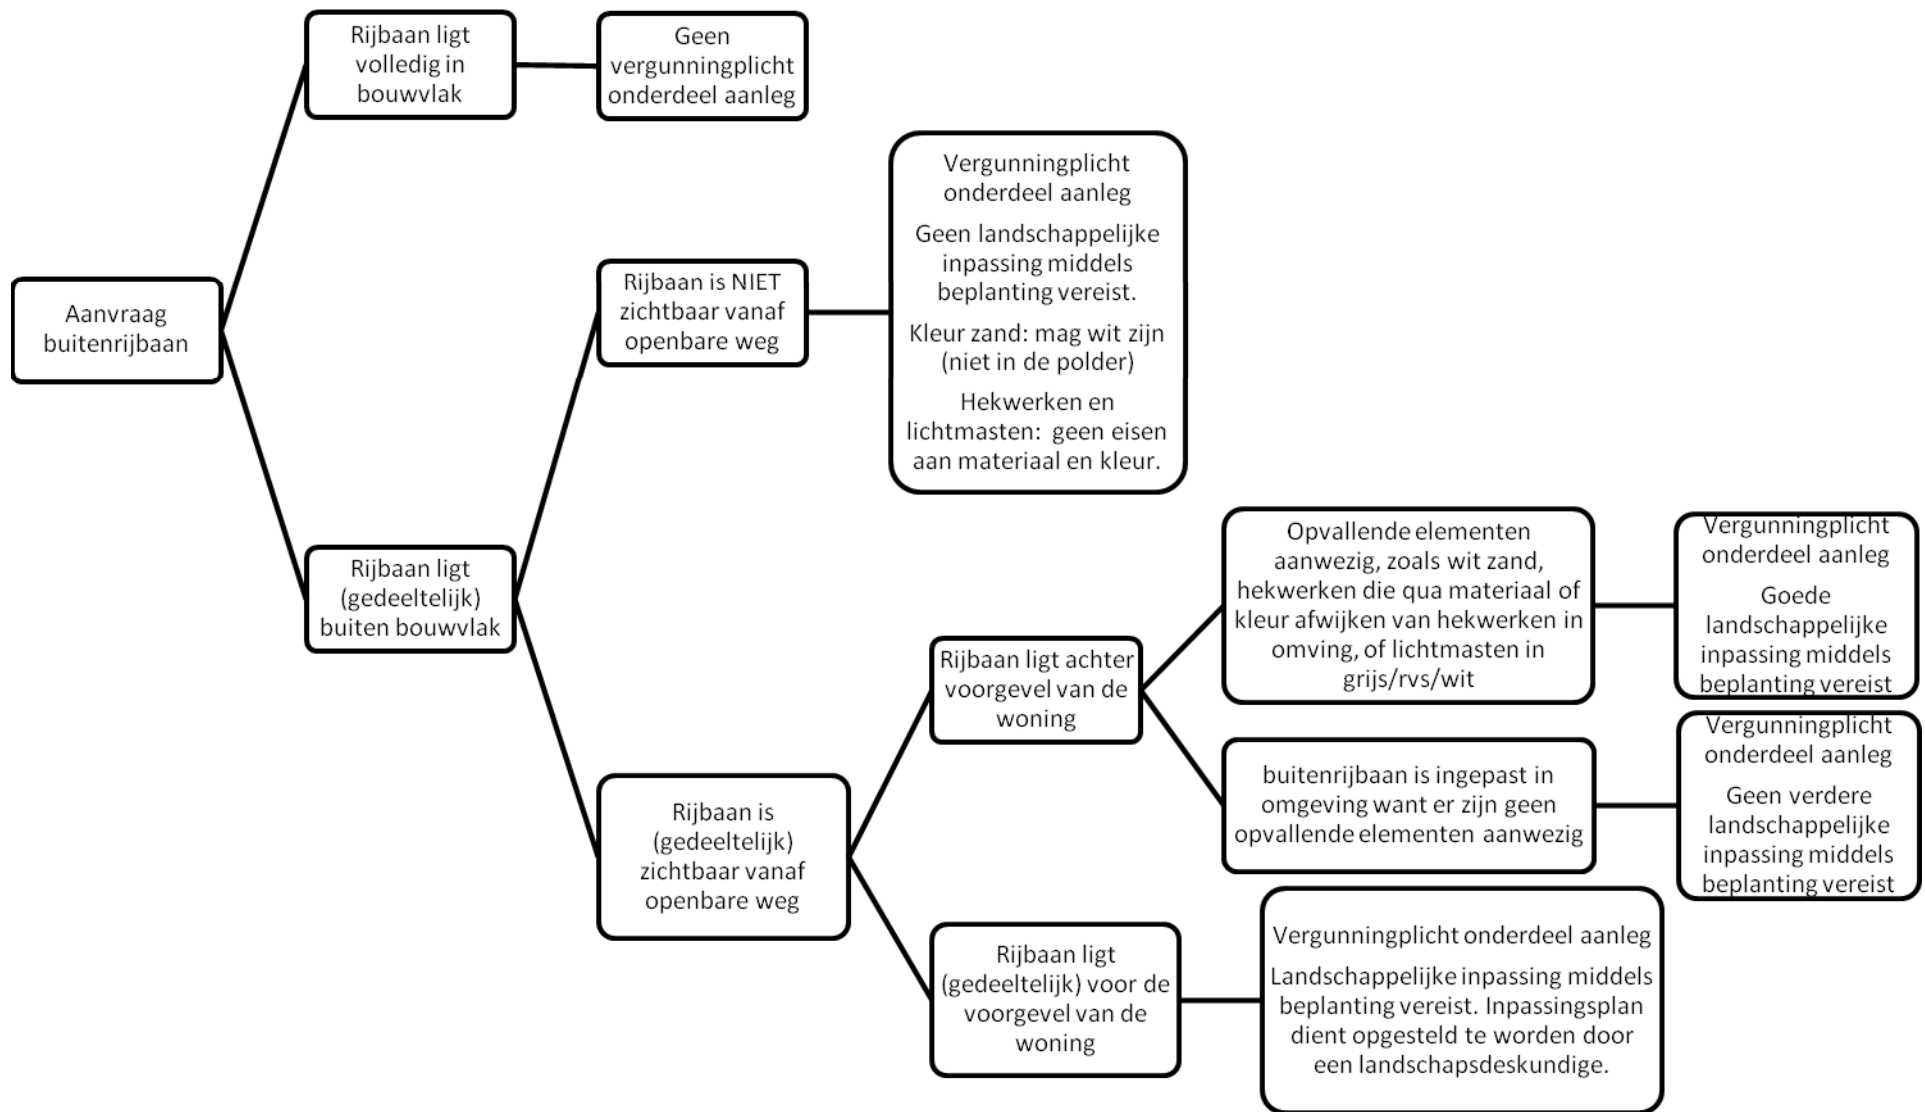 Aanvraag
buitenrijbaan
Rijbaan ligt
volledig in
bouwvlak
Geen
vergunningplicht
onderdeel aanleg
Rijbaan ligt
(gedeeltelijk)
buiten bouwvlak
Rijbaan is NIET
zichtbaar vanaf
openbare weg
Vergunningplicht
onderdeel aanleg
Geen landschappelijke
inpassing middels
beplanting vereist.
Kleur zand: mag wit zijn
(niet in de polder)
Hekwerken en
lichtmasten:  geen eisen
aan materiaal en kleur.
Rijbaan is
(gedeeltelijk)
zichtbaar vanaf
openbare weg
Rijbaan ligt achter
voorgevel van de
woning
Opvallende elementen
aanwezig, zoals wit zand,
hekwerken die qua materiaal of
kleur afwijken van hekwerken in
omving, of lichtmasten in
grijs/rvs/wit
Vergunningplicht
onderdeel aanleg
Goede
landschappelijke
inpassing middels
beplanting vereist
buitenrijbaan is ingepast in
omgeving want er zijn geen
opvallende elementen aanwezig
Vergunningplicht
onderdeel aanleg
Geen verdere
landschappelijke
inpassing middels
beplanting vereist
Rijbaan ligt
(gedeeltelijk) voor de
voorgevel van de
woning
Vergunningplicht onderdeel aanleg
Landschappelijke inpassing middels
beplanting vereist. Inpassingsplan
dient opgesteld te worden door
een landschapsdeskundige.